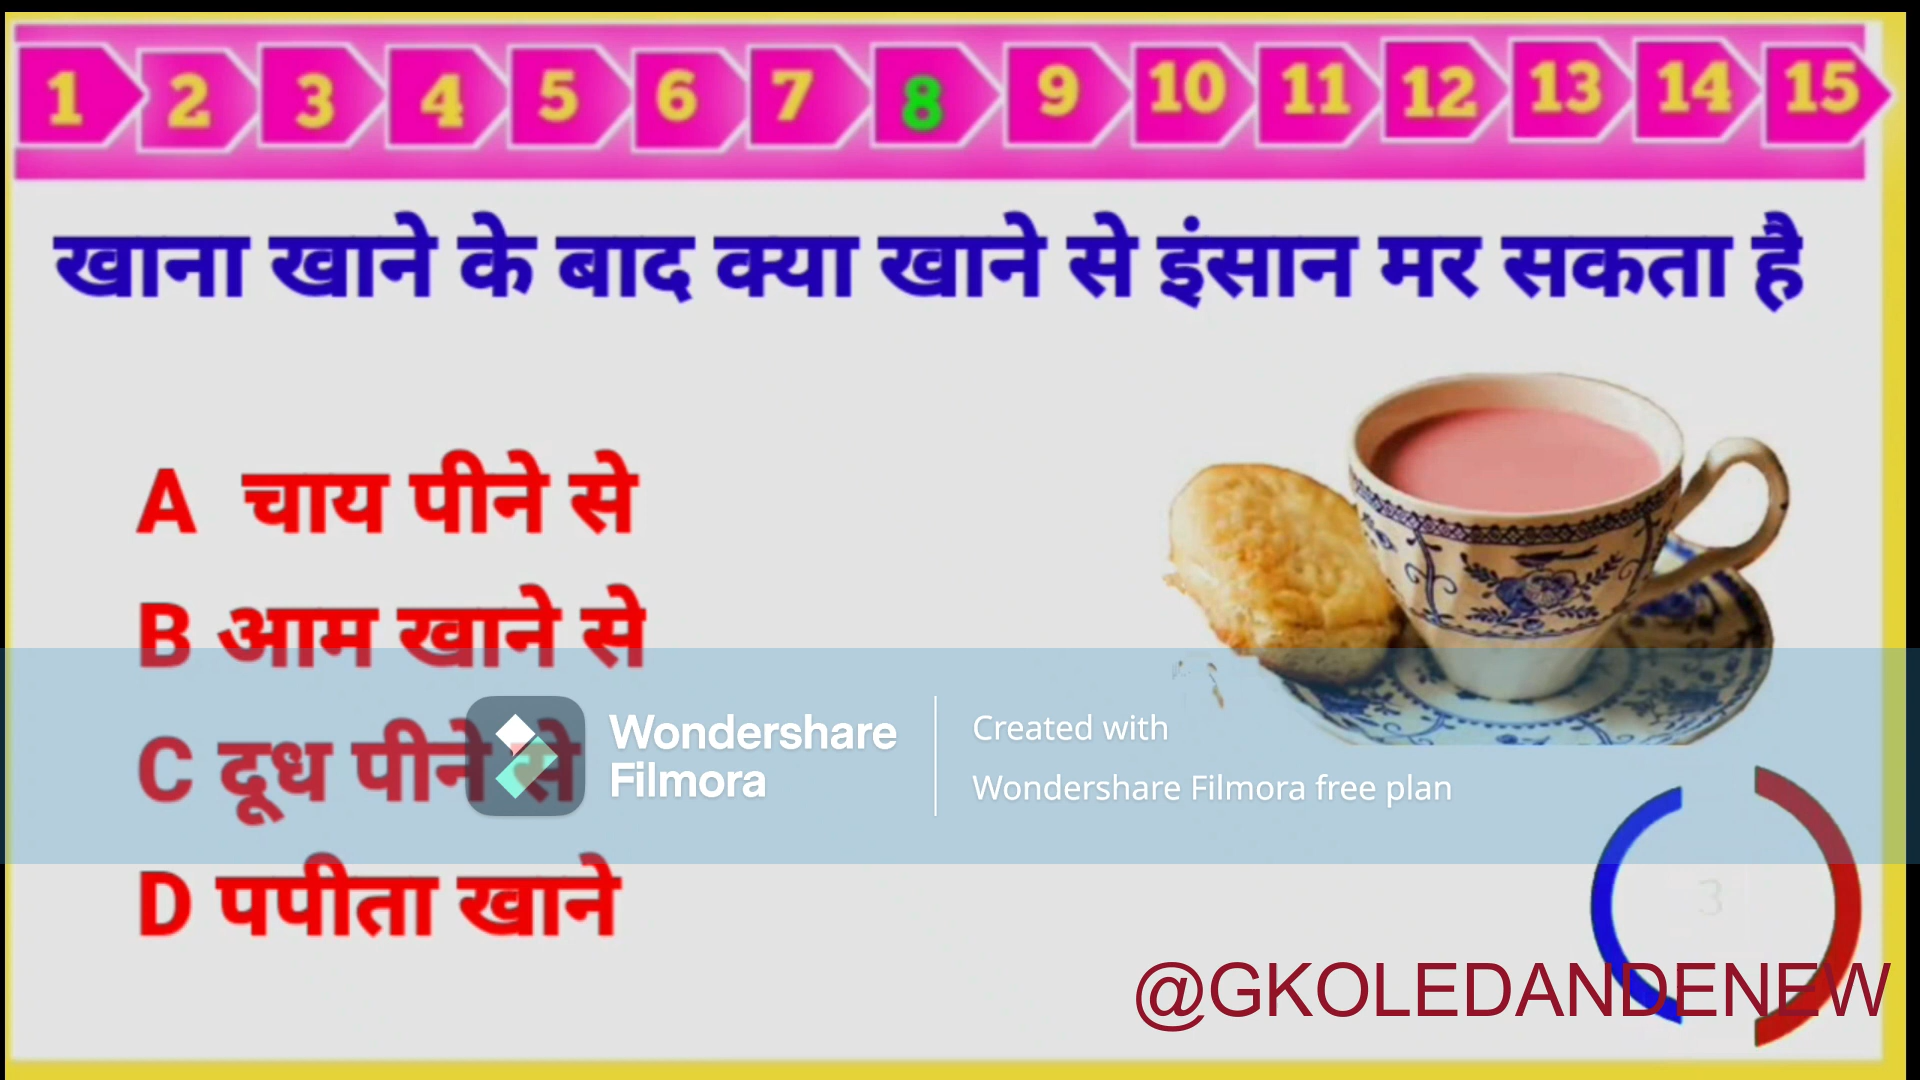 1 2 3 4 5 6 7 8 9 10 11 12 13 14 15
खाना खाने के बाद क्या खाने से इंसान मर सकता है
A चाय पीने से
B आम खाने से
C दूध पीने से
D पपीता खाने
Wondershare
Filmora
Created with
Wondershare Filmora free plan
3
@GKOLEDANDENEW